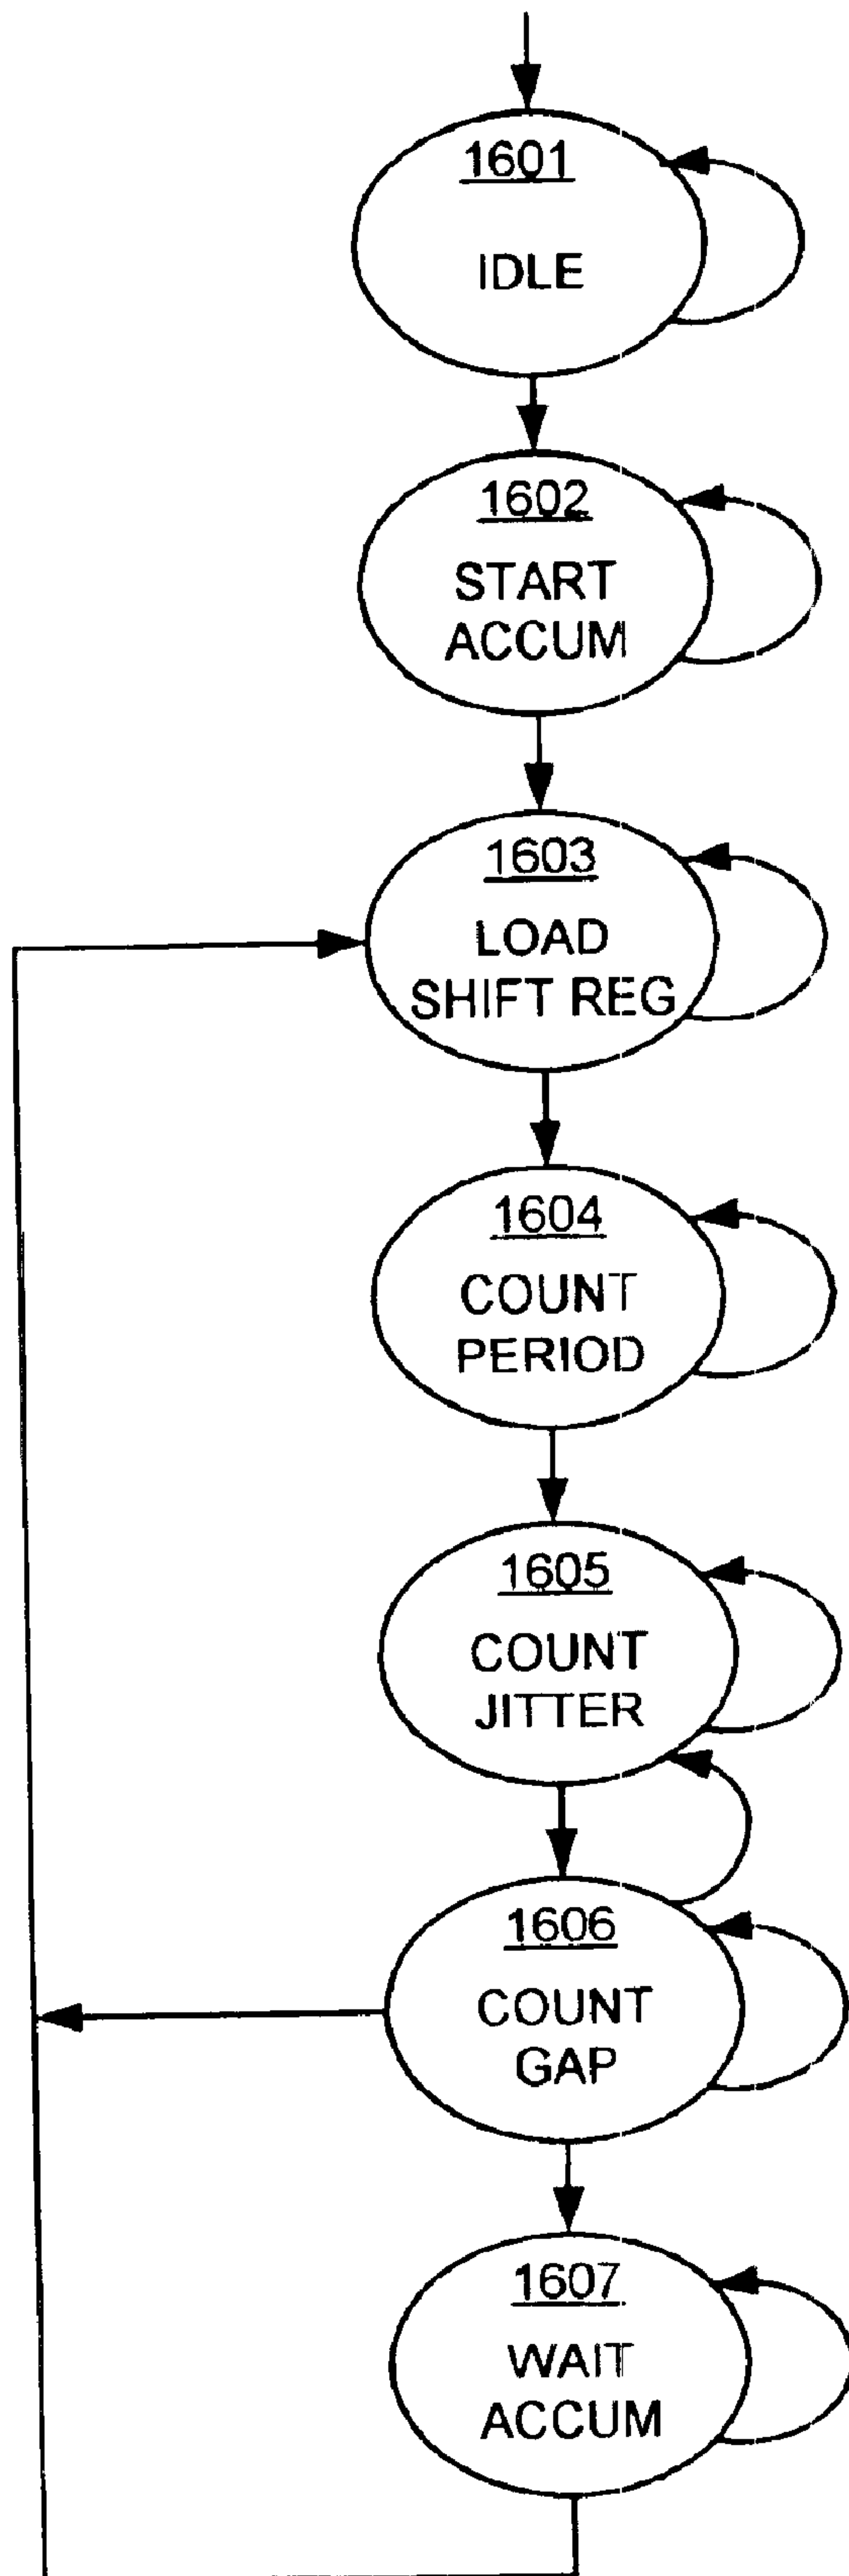 1601
IDLE
1602
START
ACCUM
1603
LOAD
SHIFT REG
1604
COUNT
PERIOD
1605
COUNT
JITTER
1606
COUNT
GAP
1607
WAIT
ACCUM